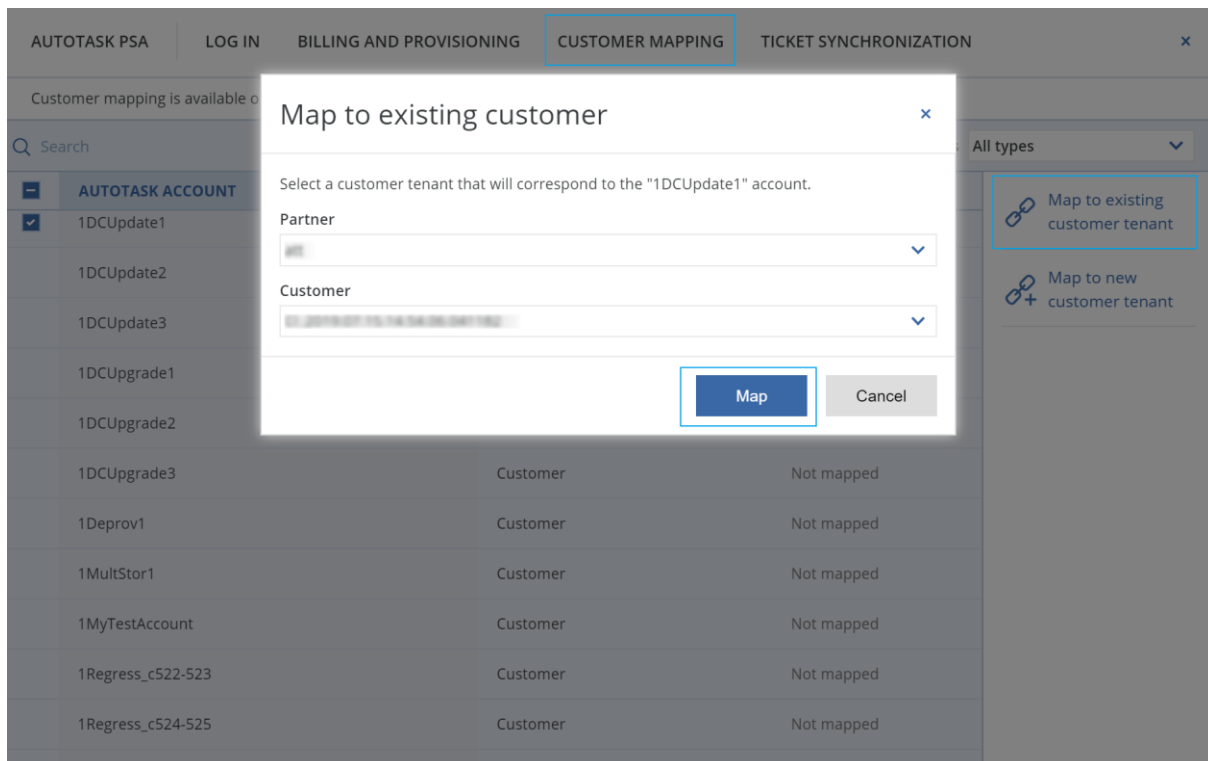 AUTOTASK PSA LOG IN BILLING AND PROVISIONING CUSTOMER MAPPING TICKET SYNCHRONIZATION
Customer mapping is available
Map to existing customer
Search
All types
AUTOTASK ACCOUNT
Select a customer tenant that will correspond to the "1DCUpdate1" account.
Map to existing
customer tenant
1DCUpdate1
Partner
1DCUpdate2
Map to new
customer tenant
Customer
1DCUpdate3
1DCUpgrade1
Map Cancel
1DCUpgrade2
1DCUpgrade3 Customer Not mapped
1Deprov1 Customer Not mapped
1MultStor1 Customer Not mapped
1MyTestAccount Customer Not mapped
1Regress_c522-523 Customer Not mapped
1Regress_c524-525 Customer Not mapped